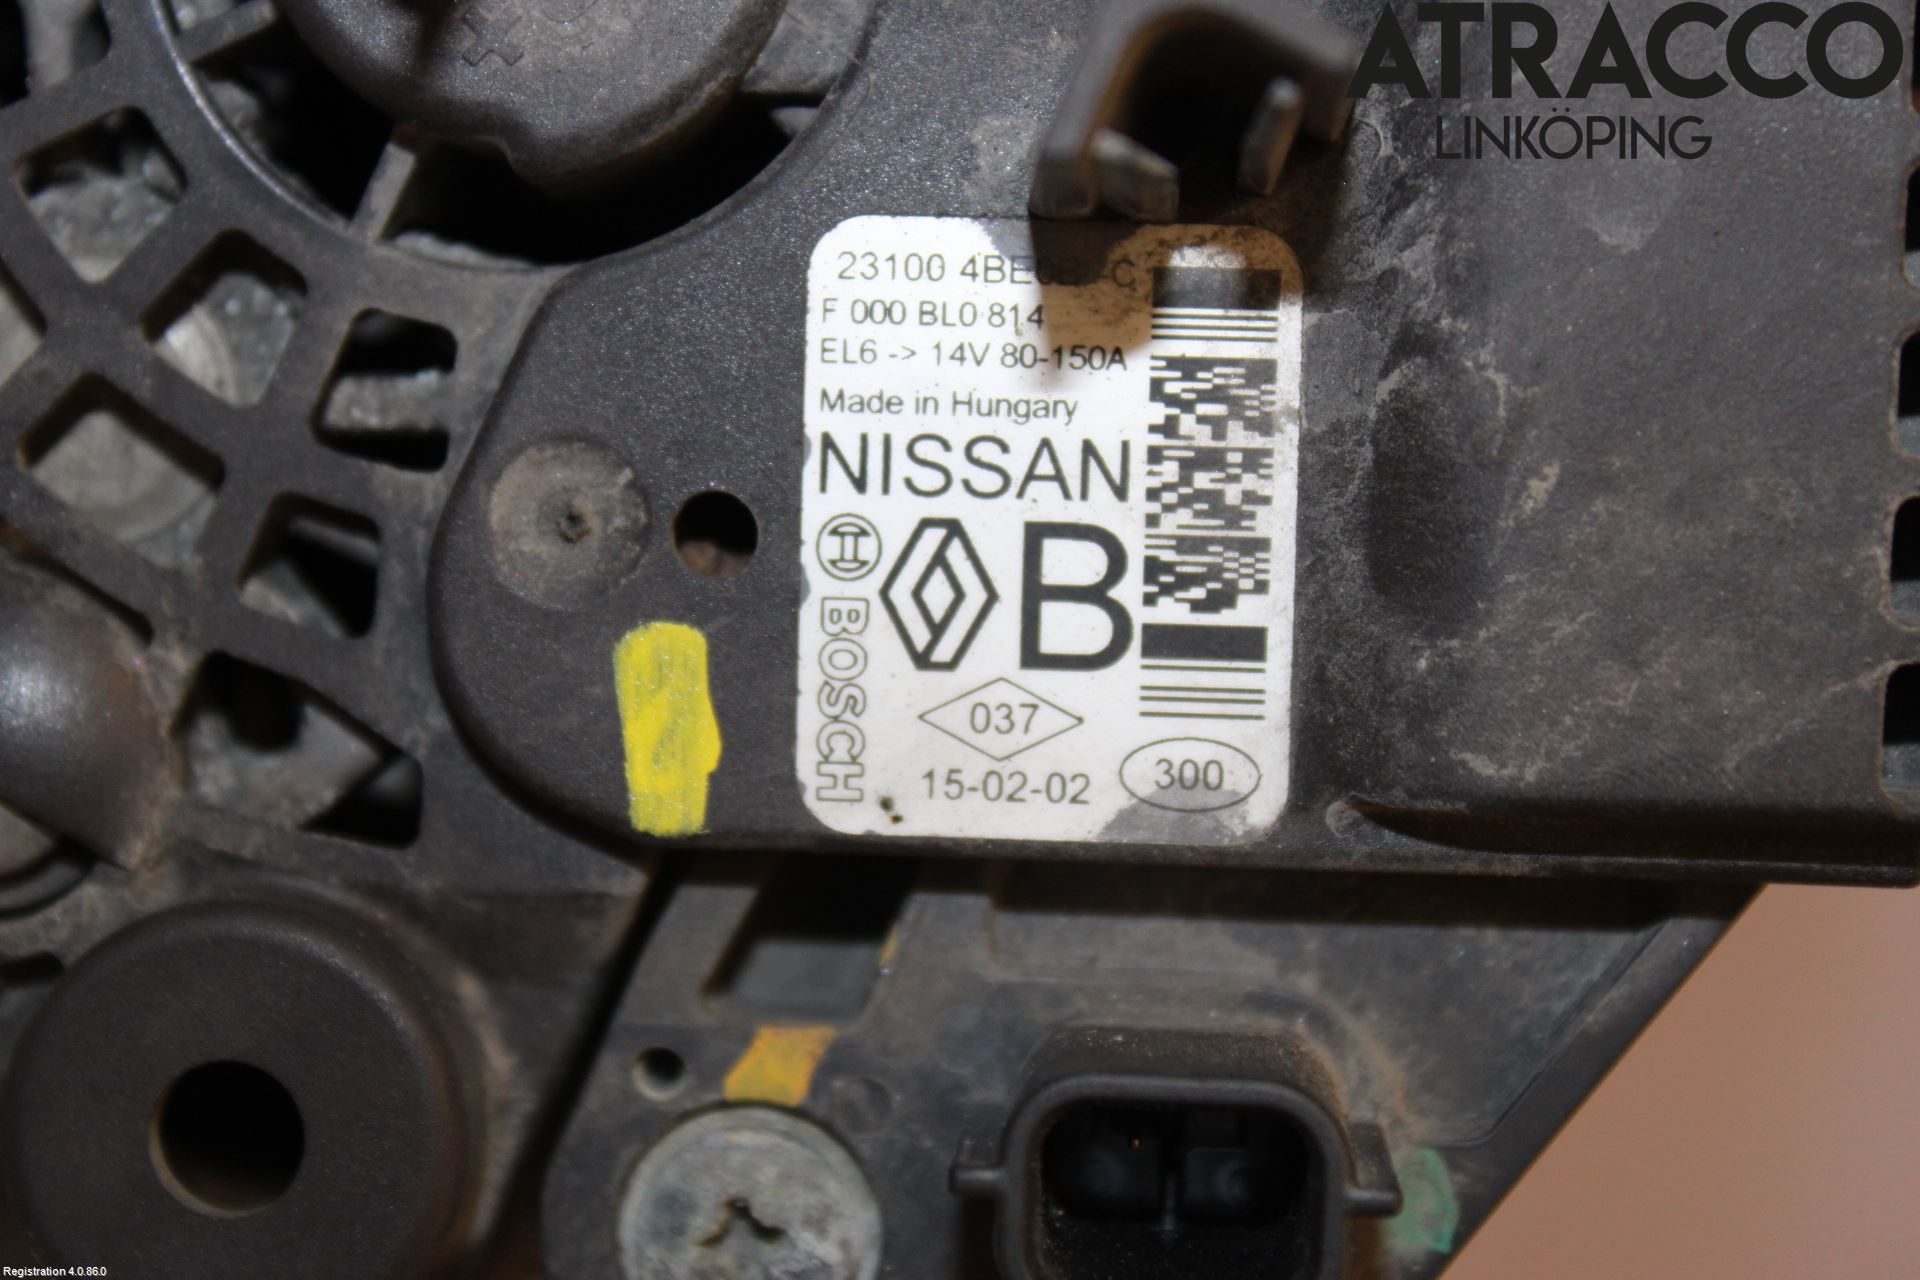 ATRACCO
LINKÖPING
23100
F 000 BL0 814
EL6 -> 14V 80-150A
Made in Hungary
NISSAN
B
BOSCH
037
15-02-02
300
Registration 4.0.86.0